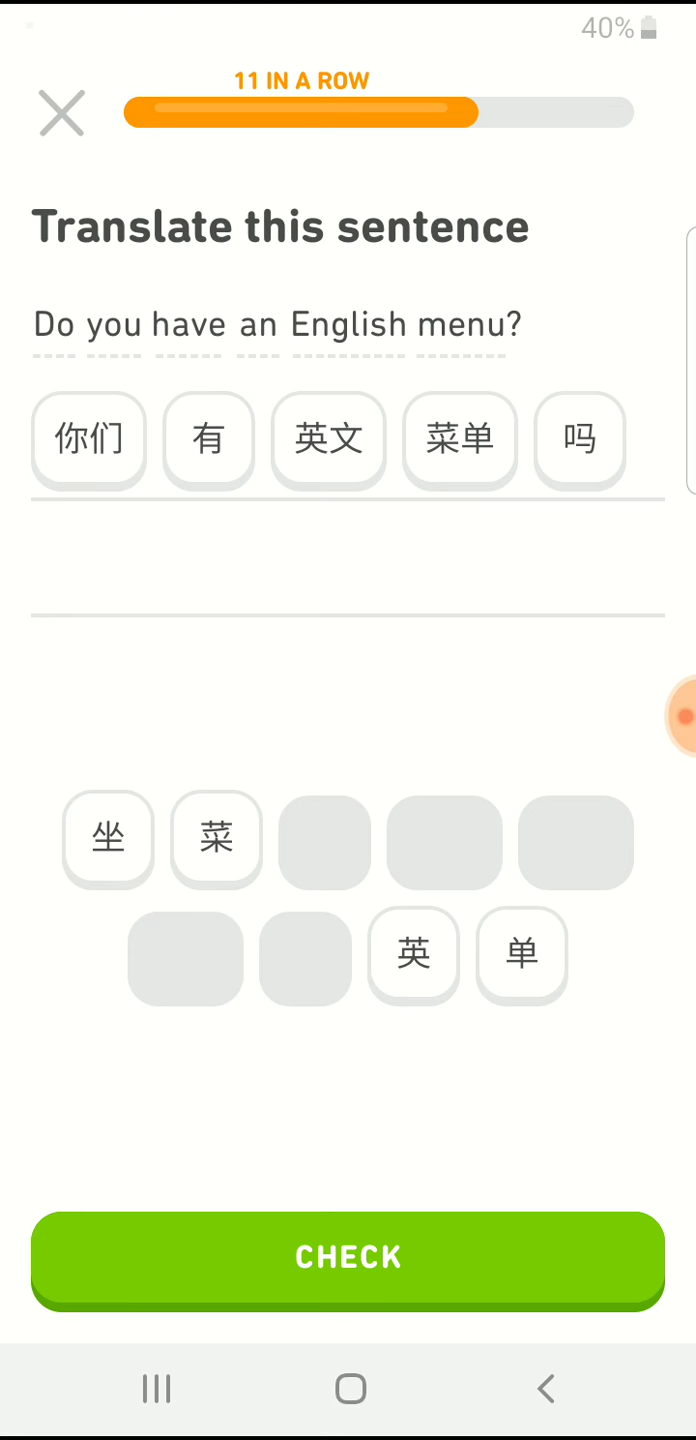 40%
11 IN A ROW
Translate this sentence
Do you have an English menu?
你们 有 英文 菜单 吗
坐 菜
英 单
CHECK